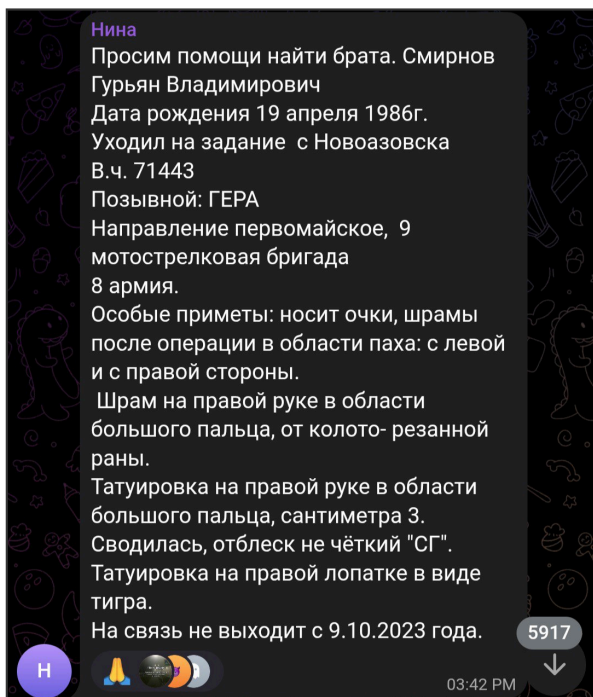 Нина
Просим помощи найти брата. Смирнов
Гурьян Владимирович
Дата рождения 19 апреля 1986г.
Уходил на задание с Новоазовска
В.ч. 71443
Позывной: ГЕРА
Направление первомайское, 9
мотострелковая бригада
8 армия.
Особые приметы: носит очки, шрамы
после операции в области паха: с левой
и с правой стороны.
Шрам на правой руке в области
большого пальца, от колото- резанной
раны.
Татуировка на правой руке в области
большого пальца, сантиметра 3.
Сводилась, отблеск не чёткий "СГ".
Татуировка на правой лопатке в виде
тигра.
На связь не выходит с 9.10.2023 года.
5917
Н
03:42 PM